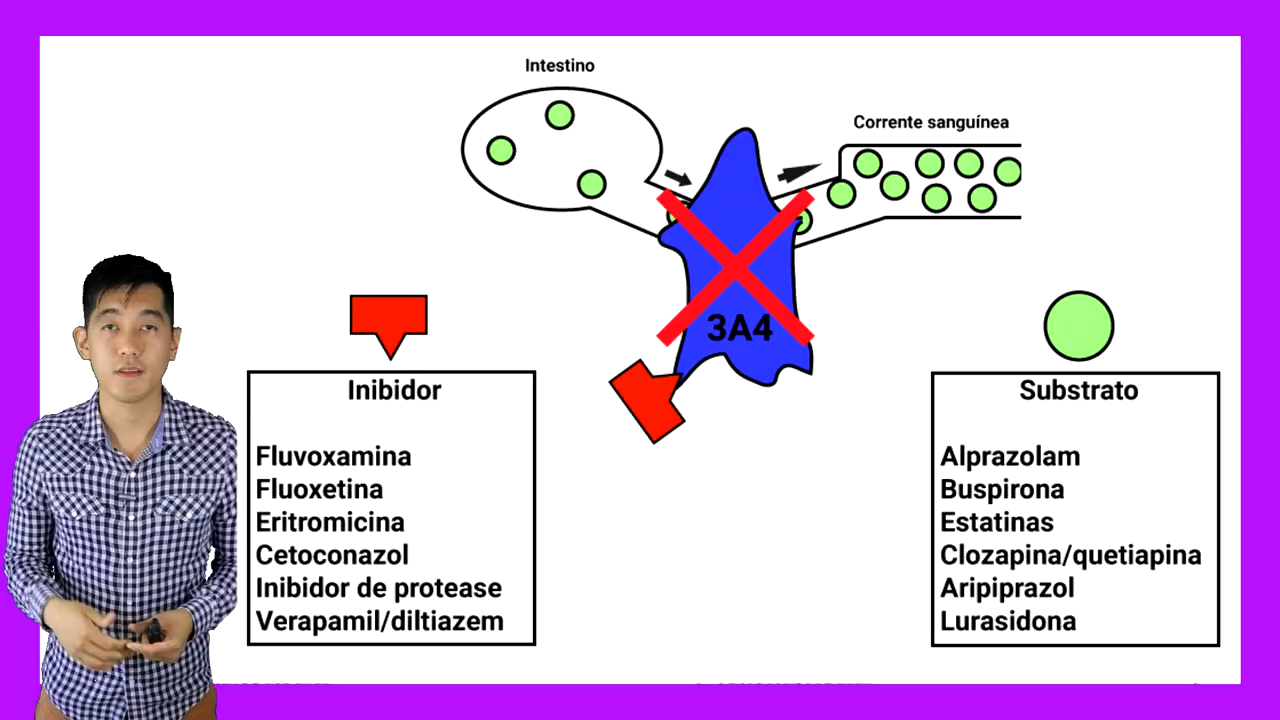 Intestino
Corrente sanguínea
3A4
Inibidor
Fluvoxamina
Fluoxetina
Eritromicina
Cetoconazol
Inibidor de protease
Verapamil/diltiazem
Substrato
Alprazolam
Buspirona
Estatinas
Clozapina/quetiapina
Aripiprazol
Lurasidona